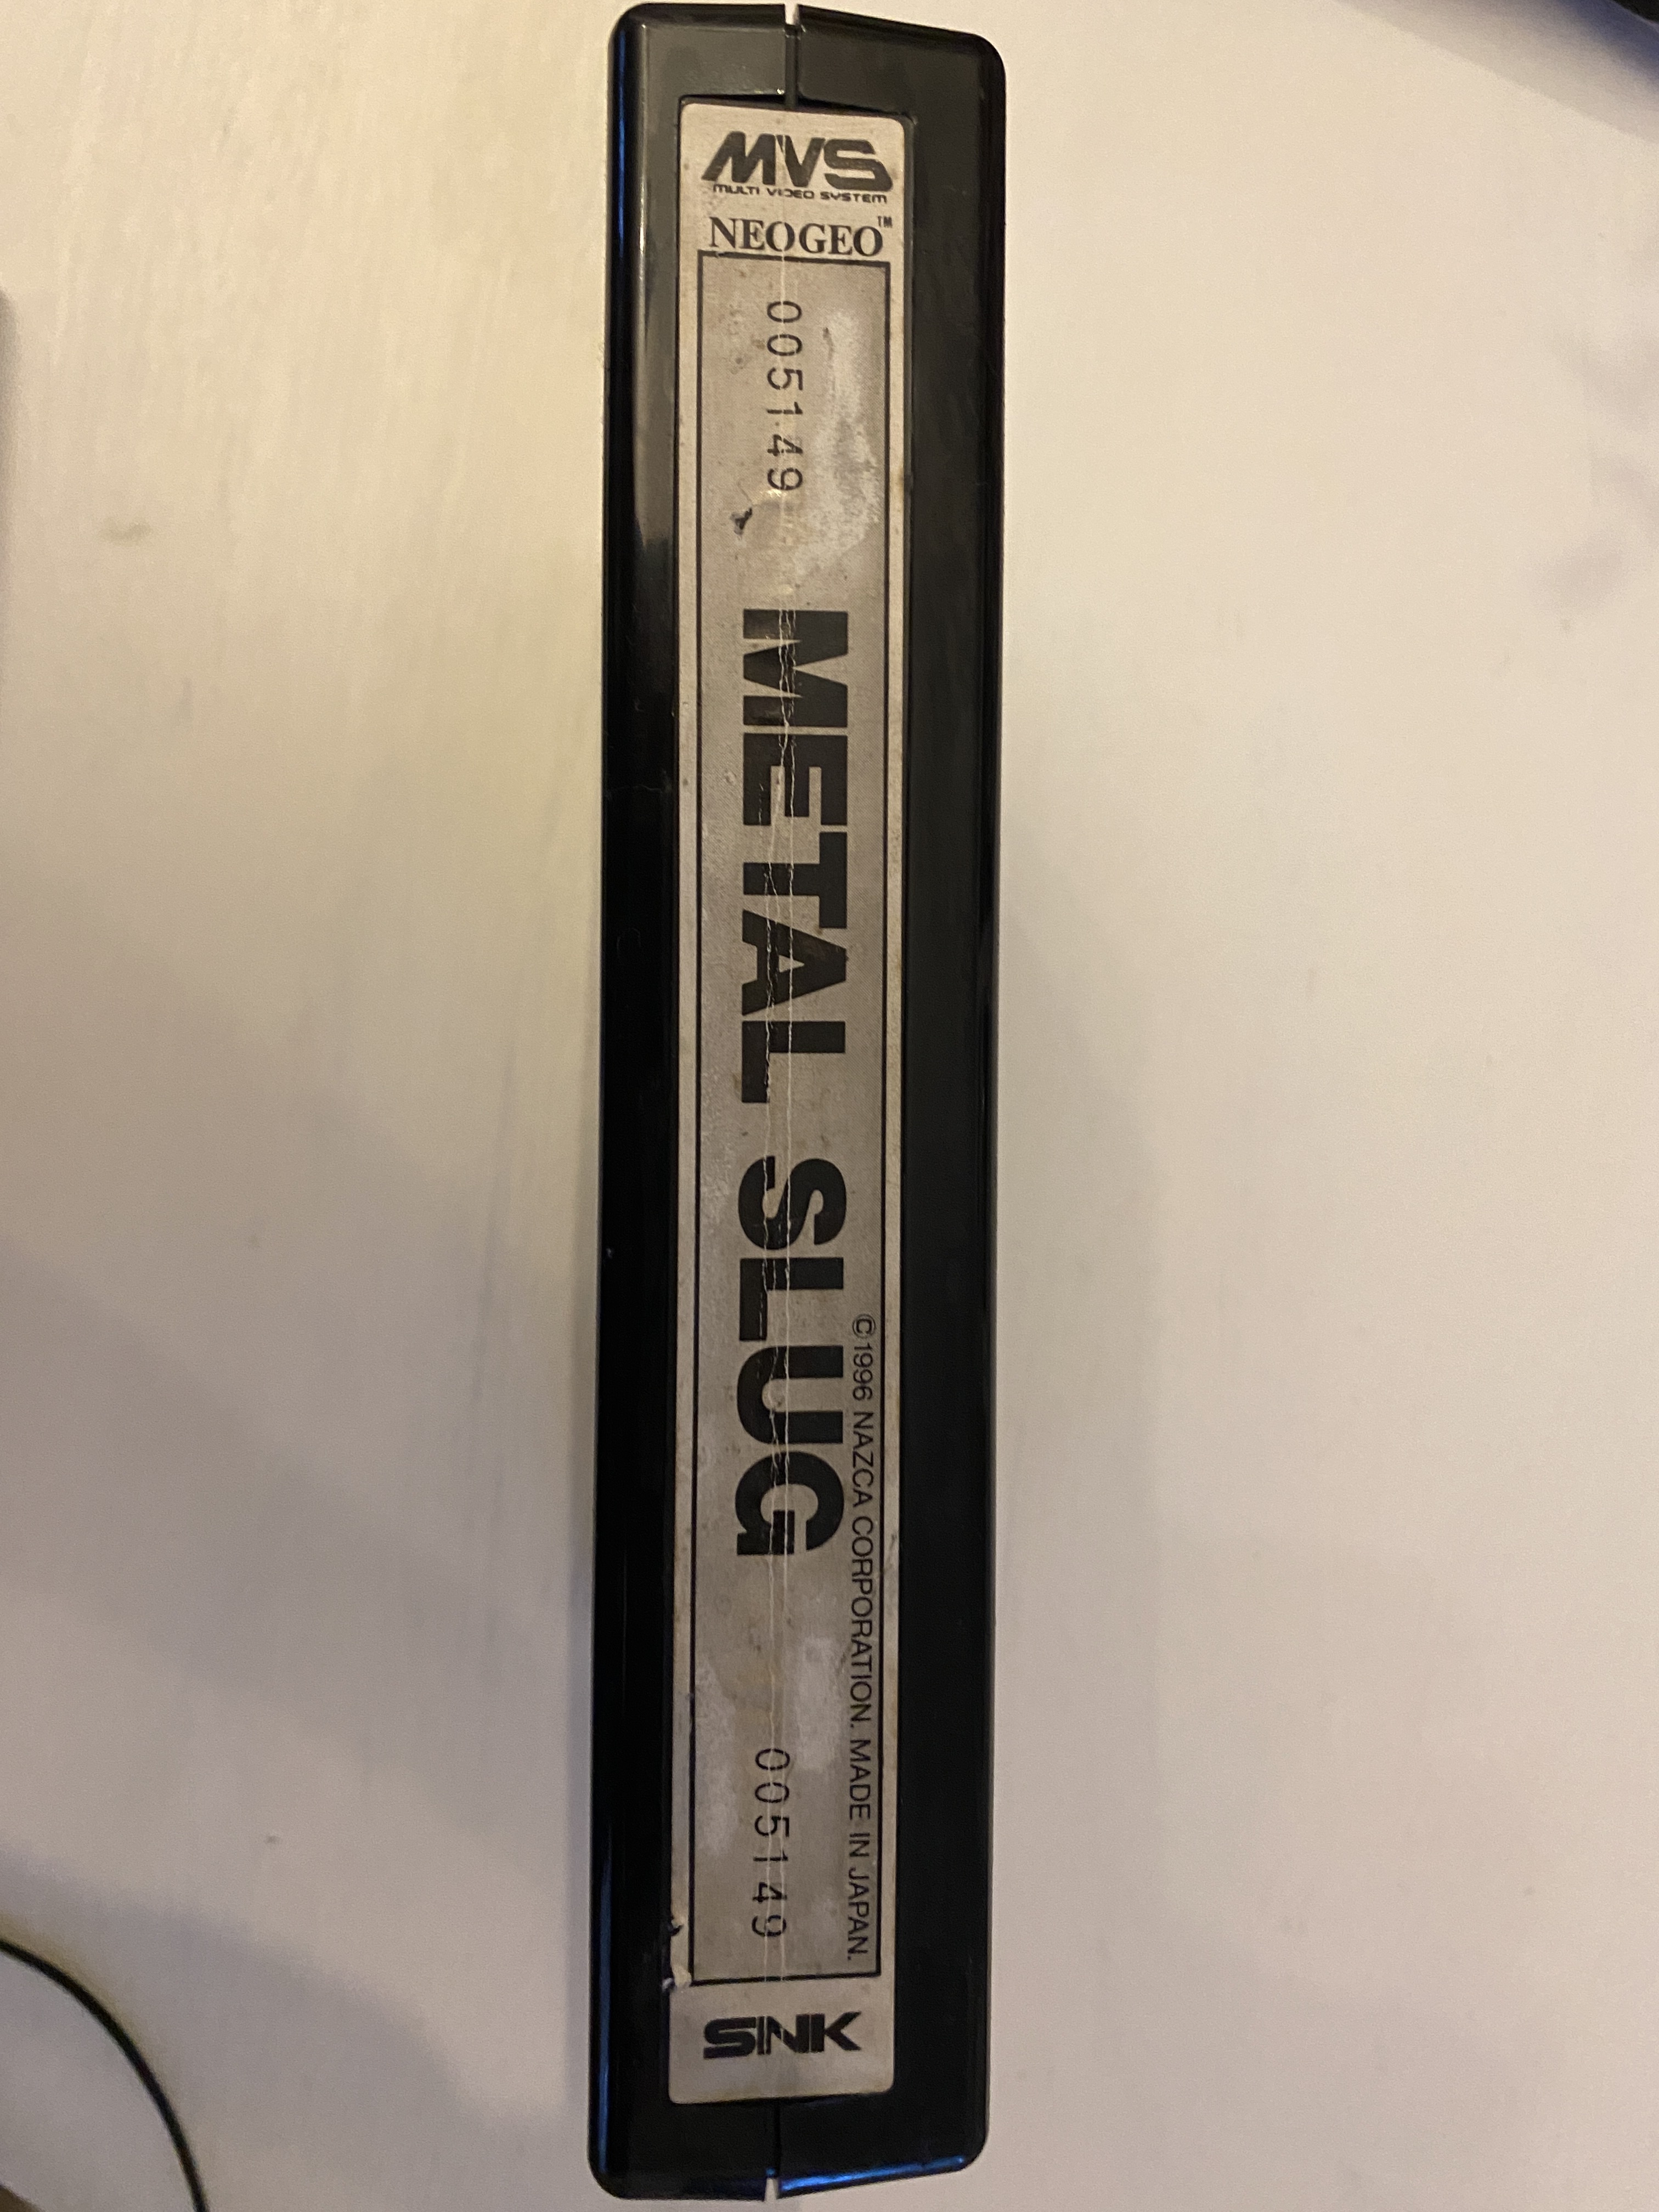 MVS
MULTI VIDEO SYSTEM
NEOGEO™
005149
METAL SLUG
©1996 NAZCA CORPORATION. MADE IN JAPAN.
005149
SNK